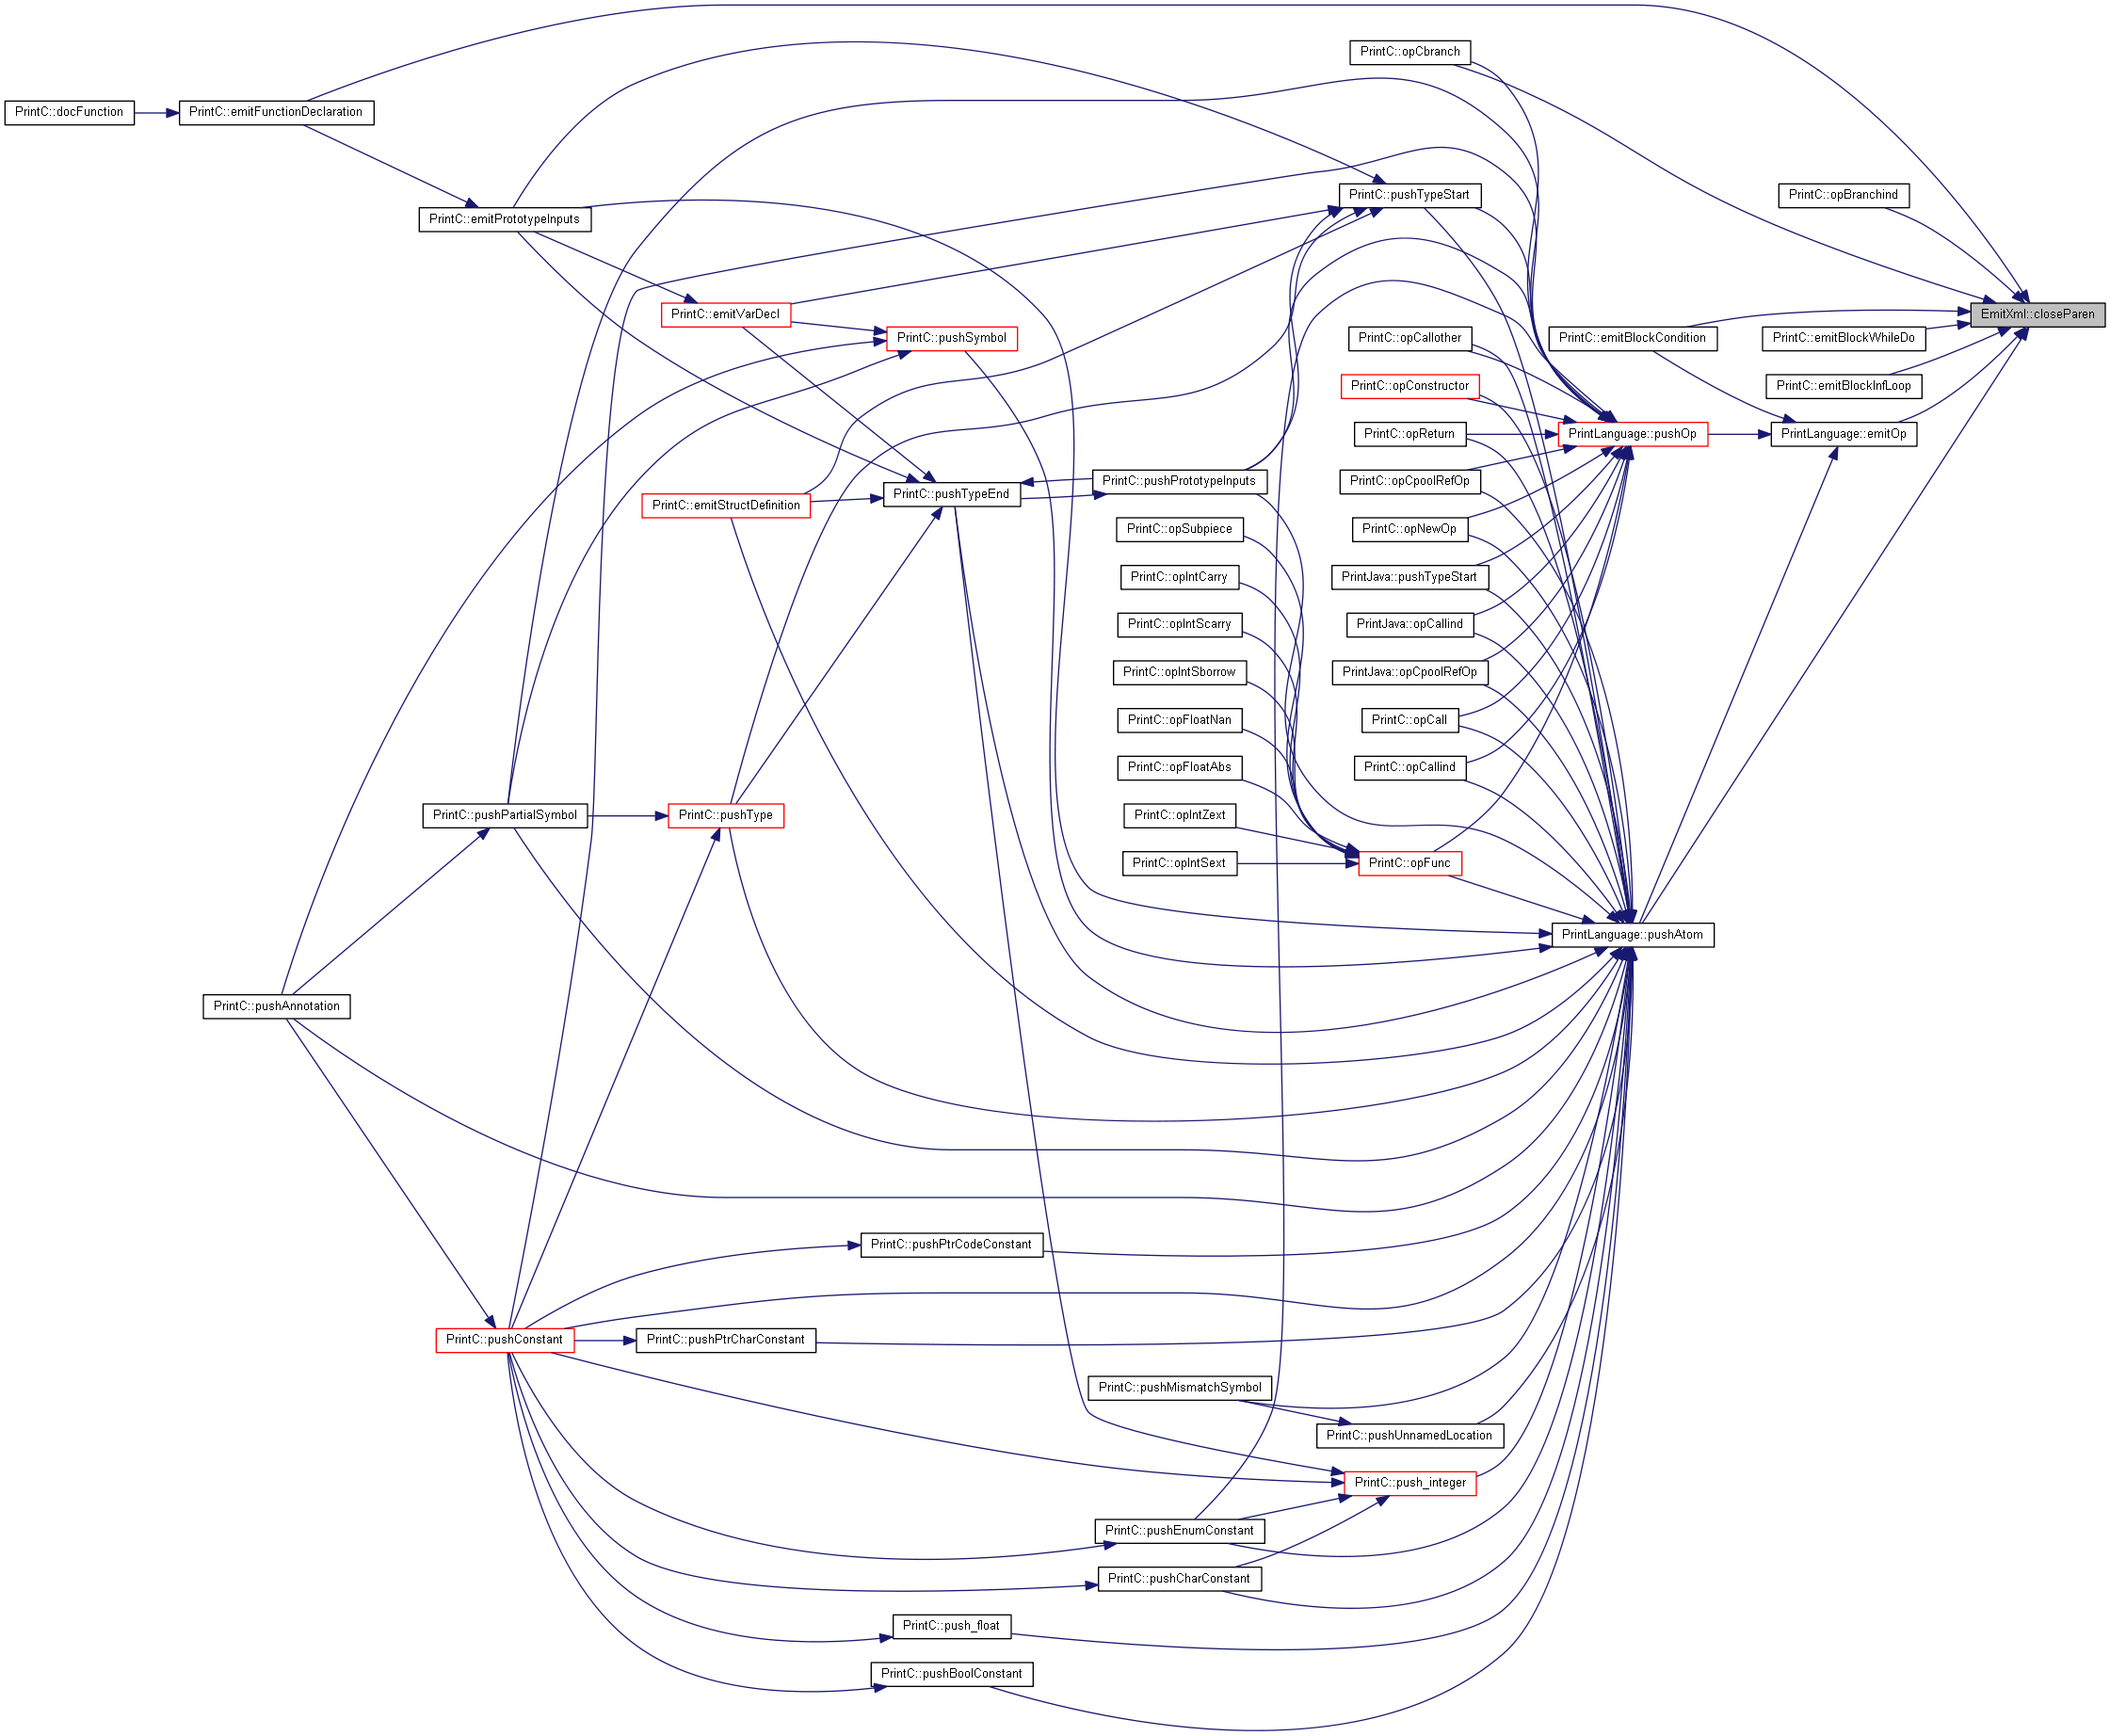 PrintC::opCbranch
PrintC::docFunction
PrintC::emitFunctionDeclaration
PrintC::pushTypeStart
PrintC::opBranchind
PrintC::emitPrototypeInputs
PrintC::emitVarDecl
EmitXml::closeParen
PrintC::pushSymbol
PrintC::opCallother
PrintC::emitBlockCondition
PrintC::emitBlockWhileDo
PrintC::opConstructor
PrintC::emitBlockInfLoop
PrintC::opReturn
PrintLanguage::pushOp
PrintLanguage::emitOp
PrintC::pushPrototypeInputs
PrintC::opCpoolRefOp
PrintC::pushTypeEnd
PrintC::emitStructDefinition
PrintC::opSubpiece
PrintC::opNewOp
PrintC::opIntCarry
PrintJava::pushTypeStart
PrintC::opIntScarry
PrintJava::opCallind
PrintC::opIntSborrow
PrintJava::opCpoolRefOp
PrintC::opFloatNan
PrintC::opCall
PrintC::opFloatAbs
PrintC::opCallind
PrintC::pushPartialSymbol
PrintC::pushType
PrintC::opIntZext
PrintC::opIntSext
PrintC::opFunc
PrintLanguage::pushAtom
PrintC::pushAnnotation
PrintC::pushPtrCodeConstant
PrintC::pushConstant
PrintC::pushPtrCharConstant
PrintC::pushMismatchSymbol
PrintC::pushUnnamedLocation
PrintC::push_integer
PrintC::pushEnumConstant
PrintC::pushCharConstant
PrintC::push_float
PrintC::pushBoolConstant